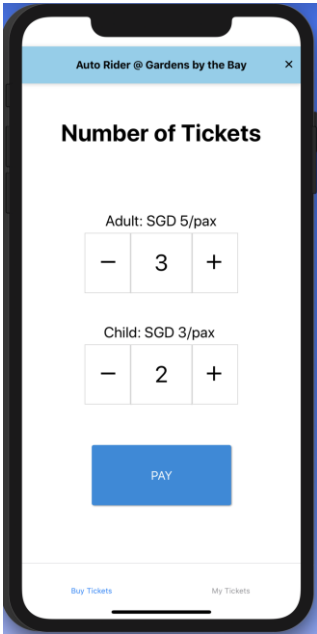 Auto Rider @ Gardens by the Bay ×
Number of Tickets
Adult: SGD 5/pax
− 3 +
Child: SGD 3/pax
− 2 +
PAY
Buy Tickets My Tickets